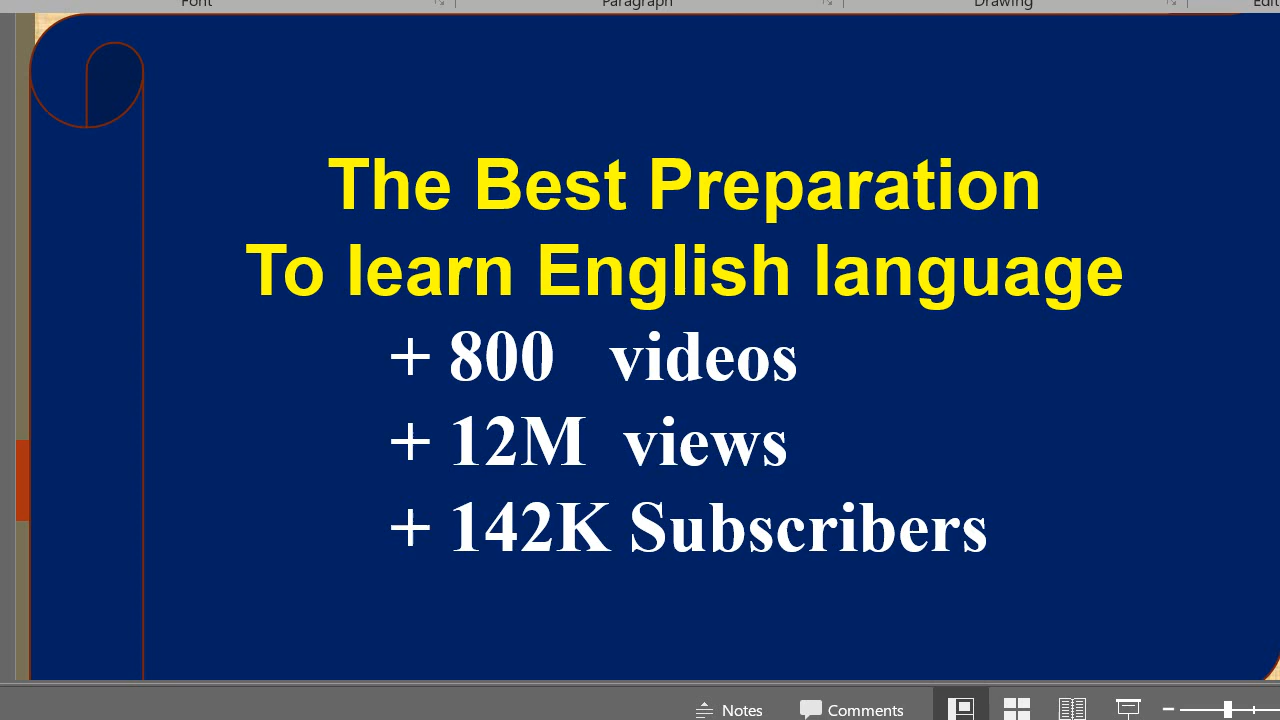 Font Paragraph Drawing
The Best Preparation
To learn English language
+ 800 videos
+ 12M views
+ 142K Subscribers
Notes Comments